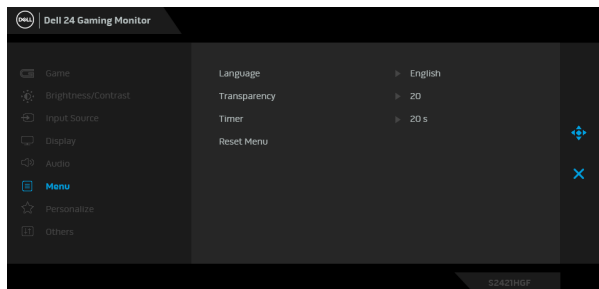 DELL Dell 24 Gaming Monitor
Game
Brightness/Contrast
Input Source
Display
Audio
Menu
Personalize
Others
Language English
Transparency 20
Timer 20 s
Reset Menu
S2421HGF